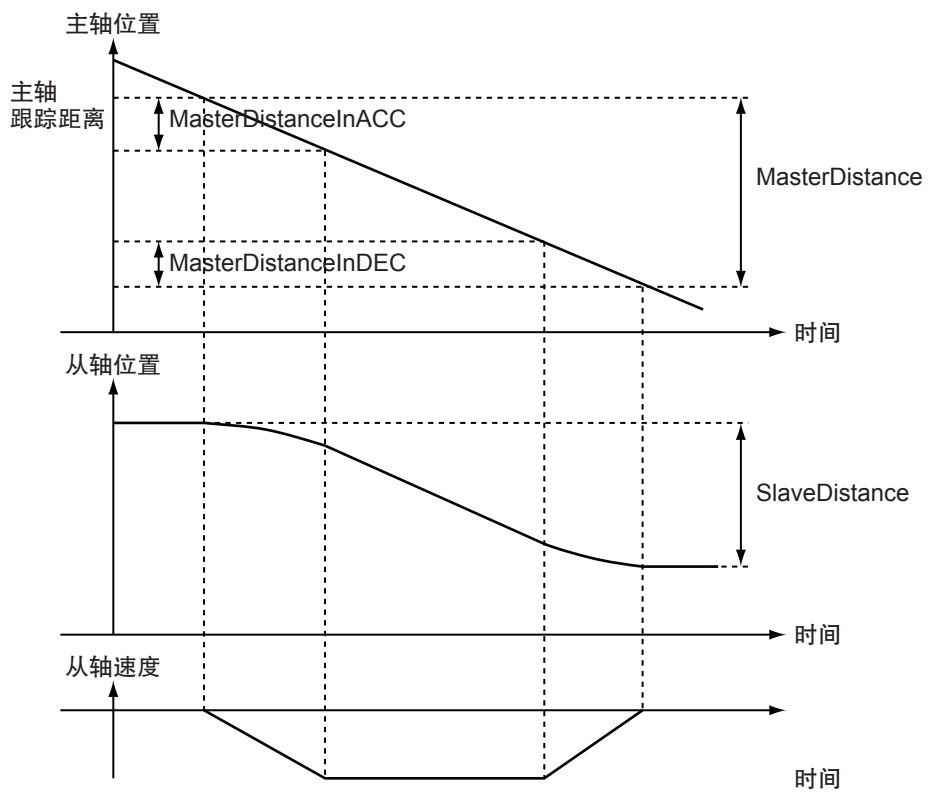 主轴位置
主轴
跟踪距离
MasterDistanceInACC
MasterDistance
MasterDistanceInDEC
时间
从轴位置
SlaveDistance
时间
从轴速度
时间